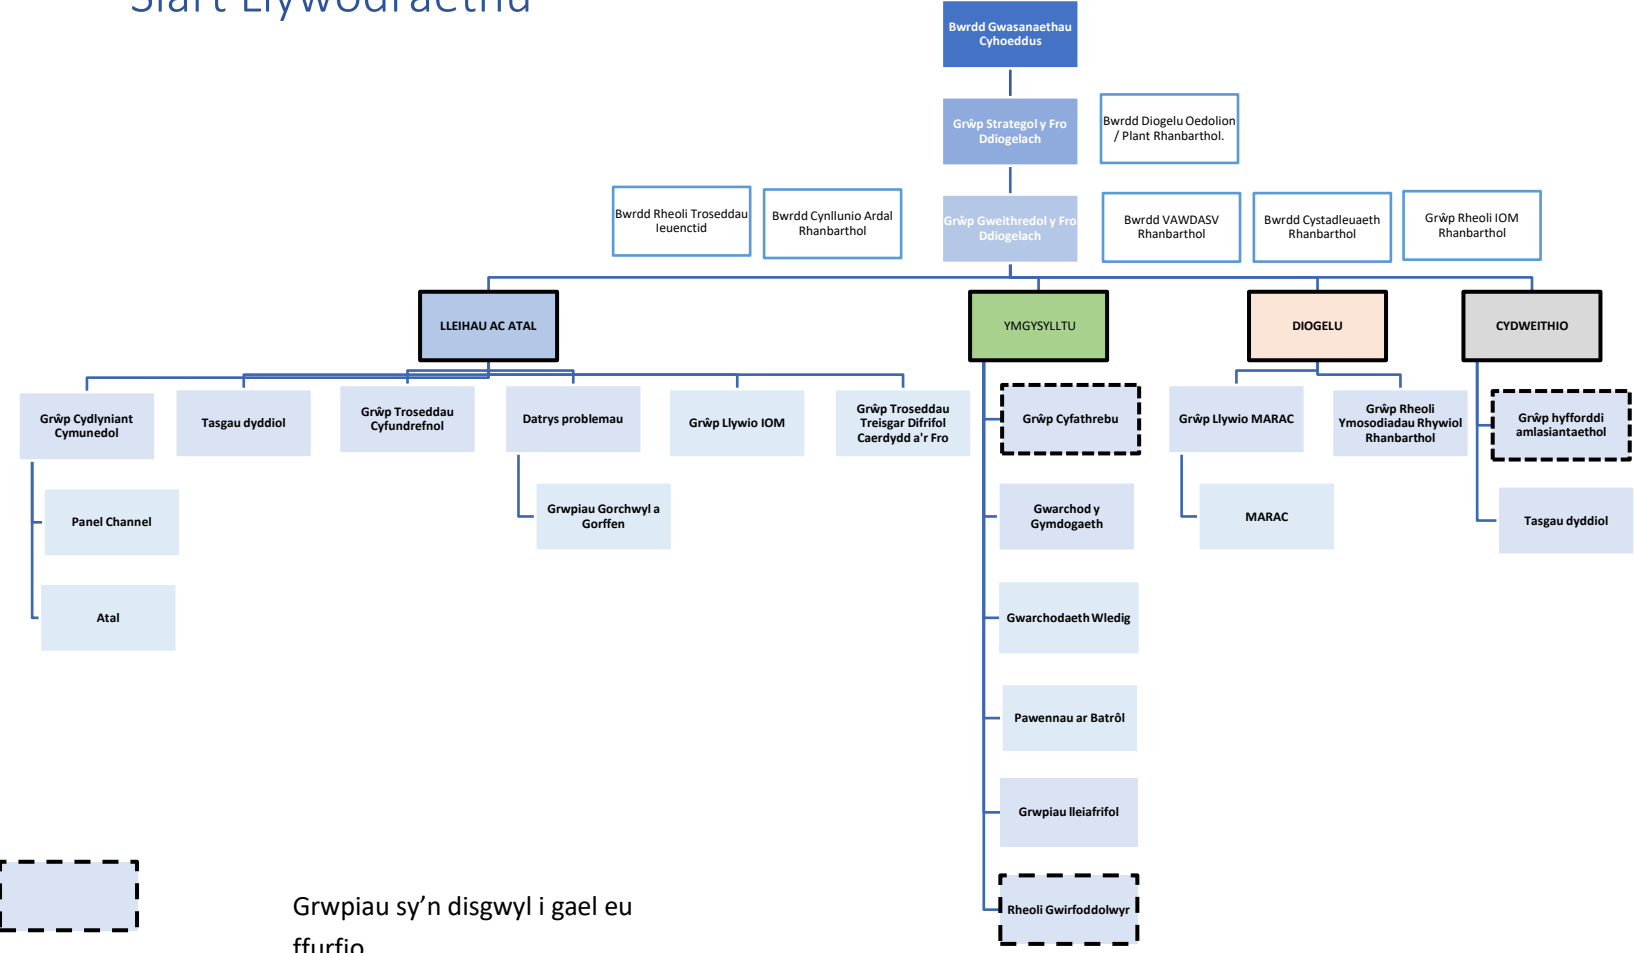 Siart Llywodraethu
Bwrdd Gwasanaethau
Cyhoeddus
Grŵp Strategol y Fro
Ddiogelach
Bwrdd Diogelu Oedolion
/ Plant Rhanbarthol.
Bwrdd Rheoli Troseddau
Ieuenctid
Bwrdd Cynllunio Ardal
Rhanbarthol
Grŵp Gweithredol y Fro
Ddiogelach
Bwrdd VAWDASV
Rhanbarthol
Bwrdd Cystadleuaeth
Rhanbarthol
Grŵp Rheoli IOM
Rhanbarthol
LLEIHAU AC ATAL
YMGYSYLLTU
DIOGELU
CYDWEITHIO
Grŵp Cydlyniant
Cymunedol
Tasgau dyddiol
Grŵp Troseddau
Cyfundrefnol
Datrys problemau
Grŵp Llywio IOM
Grŵp Troseddau
Treisgar Difrifol
Caerdydd a'r Fro
Grŵp Cyfathrebu
Grŵp Llywio MARAC
Grŵp Rheoli
Ymosodiadau Rhywiol
Rhanbarthol
Grŵp hyfforddi
amlasiantaethol
Panel Channel
Grwpiau Gorchwyl a
Gorffen
Gwarchod y
Gymdogaeth
MARAC
Tasgau dyddiol
Atal
Gwarchodaeth Wledig
Pawennau ar Batrôl
Grwpiau lleiafrifol
Rheoli Gwirfoddolwyr
Grwpiau sy’n disgwyl i gael eu
ffurfio